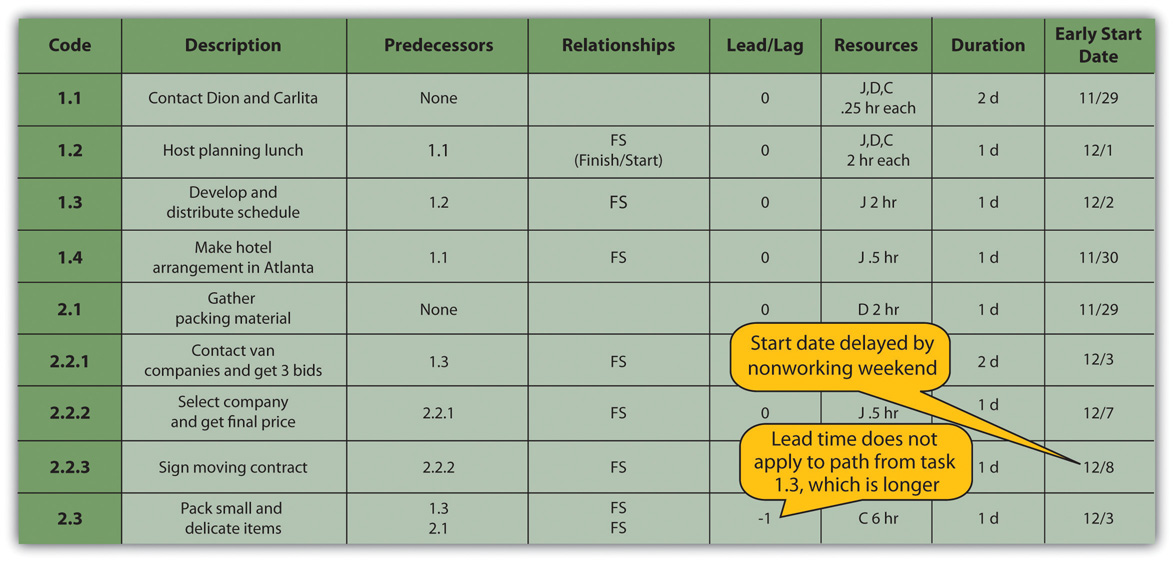 Code Description Predecessors Relationships Lead/Lag Resources Duration Early Start
Date
1.1 Contact Dion and Carlita None 0 J,D,C 2 d 11/29
.25 hr each
1.2 Host planning lunch 1.1 FS 0 J,D,C 1 d 12/1
(Finish/Start) 2 hr each
1.3 Develop and FS 0 J 2 hr 1 d 12/2
distribute schedule 1.2
1.4 Make hotel 1.1 FS 0 J .5 hr 1 d 11/30
arrangement in Atlanta
2.1 Gather None 0 D 2 hr 1 d 11/29
packing material
2.2.1 Contact van 1.3 FS 2 d 12/3
companies and get 3 bids
Start date delayed by
nonworking weekend
2.2.2 Select company 2.2.1 FS 0 J .5 hr 1 d 12/7
and get final price
2.2.3 Sign moving contract 2.2.2 FS 1 d 12/8
Lead time does not
apply to path from task
1.3, which is longer
2.3 Pack small and 1.3 FS -1 C 6 hr 1 d 12/3
delicate items 2.1 FS